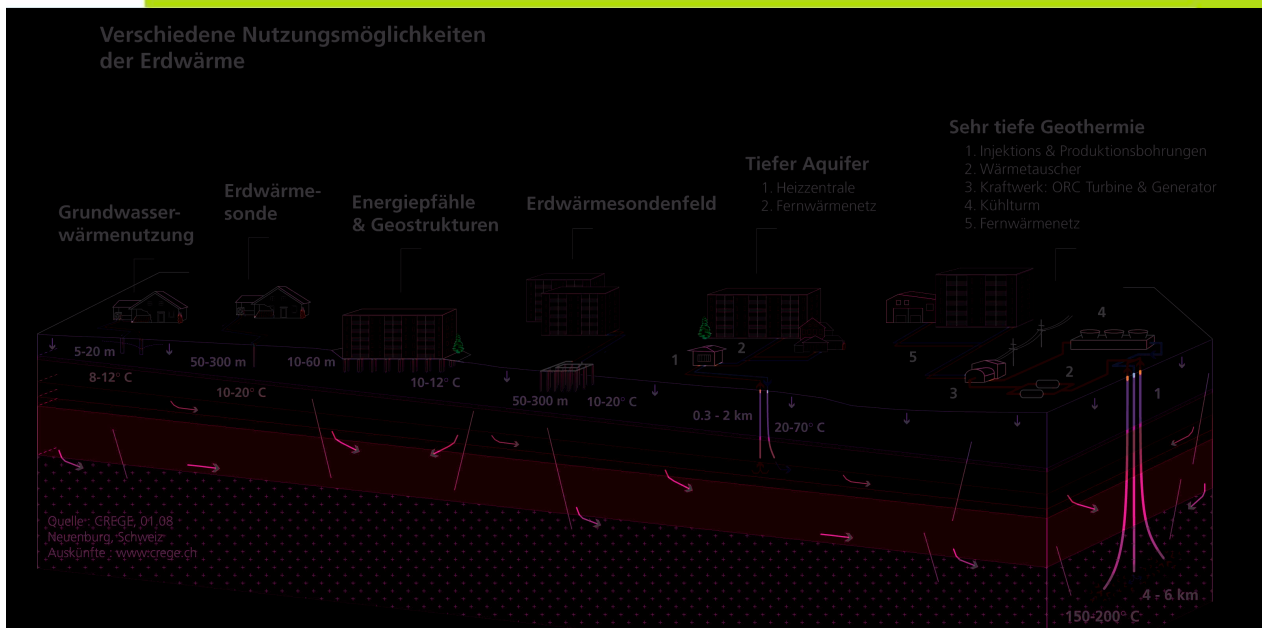 Verschiedene Nutzungsmöglichkeiten
der Erdwärme
Grundwasser-
wärmenutzung
Erdwärme-
sonde
Energiepfähle
& Geostrukturen
Erdwärmesondenfeld
Tiefer Aquifer
1. Heizzentrale
2. Fernwärmenetz
Sehr tiefe Geothermie
1. Injektions & Produktionsbohrungen
2. Wärmetauscher
3. Kraftwerk: ORC Turbine & Generator
4. Kühlturm
5. Fernwärmenetz
5-20 m
8-12° C
50-300 m
10-20° C
10-60 m
10-12° C
50-300 m
10-20° C
1
2
0.3 - 2 km
20-70° C
5
3
4
2
1
4 - 6 km
150-200° C
Quelle : CREGE, 01.08
Neuenburg, Schweiz
Auskünfte : www.crege.ch